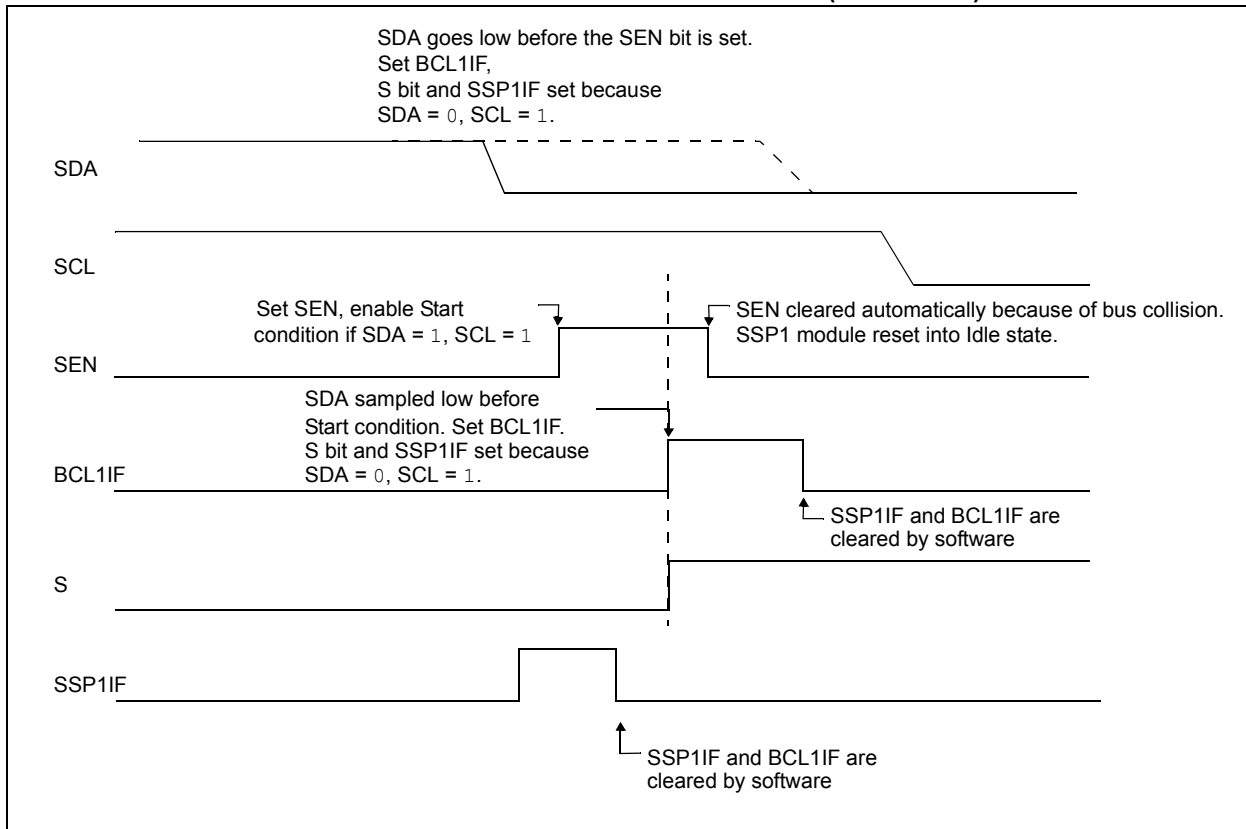 SDA goes low before the SEN bit is set.
Set BCL1IF,
S bit and SSP1IF set because
SDA = 0, SCL = 1.
SDA
SCL
Set SEN, enable Start
condition if SDA = 1, SCL = 1
SEN cleared automatically because of bus collision.
SSP1 module reset into Idle state.
SEN
SDA sampled low before
Start condition. Set BCL1IF.
S bit and SSP1IF set because
SDA = 0, SCL = 1.
BCL1IF
SSP1IF and BCL1IF are
cleared by software
S
SSP1IF
SSP1IF and BCL1IF are
cleared by software